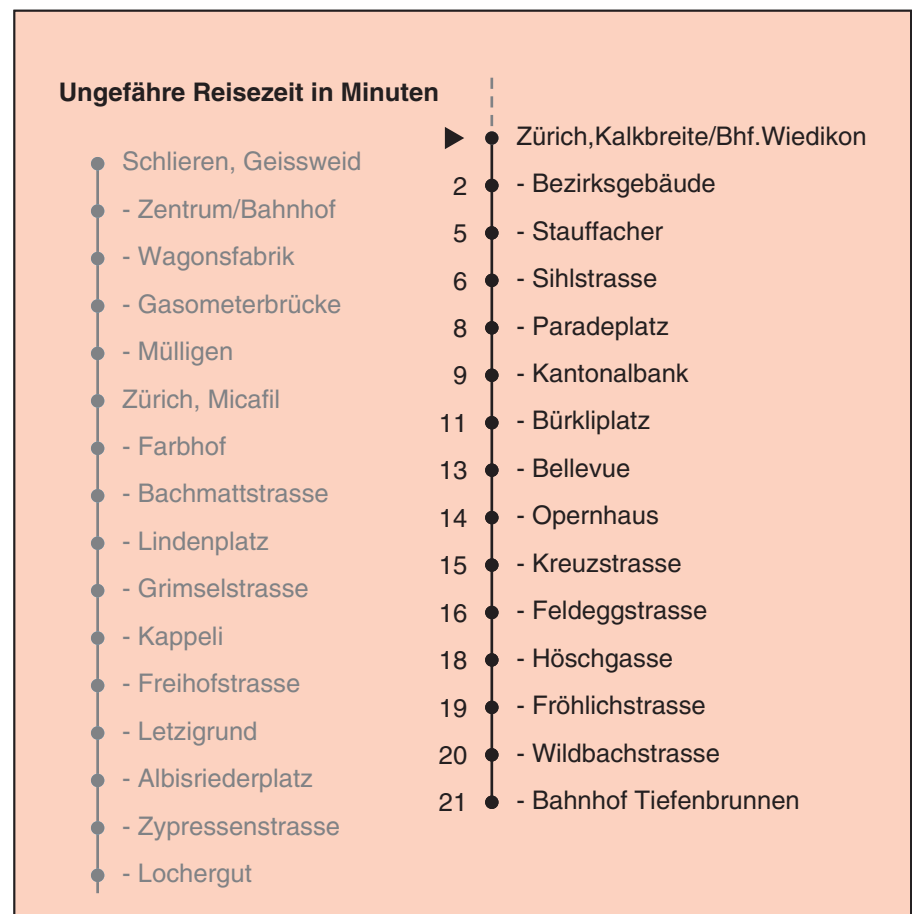 Ungefähre Reisezeit in Minuten
Schlieren, Geissweid
- Zentrum/Bahnhof
- Wagonsfabrik
- Gasometerbrücke
- Mülligen
Zürich, Micafil
- Farbhof
- Bachmattstrasse
- Lindenplatz
- Grimselstrasse
- Kappeli
- Freihofstrasse
- Letzigrund
- Albisriederplatz
- Zypressenstrasse
- Lochergut
Zürich,Kalkbreite/Bhf.Wiedikon
2 - Bezirksgebäude
5 - Stauffacher
6 - Sihlstrasse
8 - Paradeplatz
9 - Kantonalbank
11 - Bürkliplatz
13 - Bellevue
14 - Opernhaus
15 - Kreuzstrasse
16 - Feldeggstrasse
18 - Höschgasse
19 - Fröhlichstrasse
20 - Wildbachstrasse
21 - Bahnhof Tiefenbrunnen